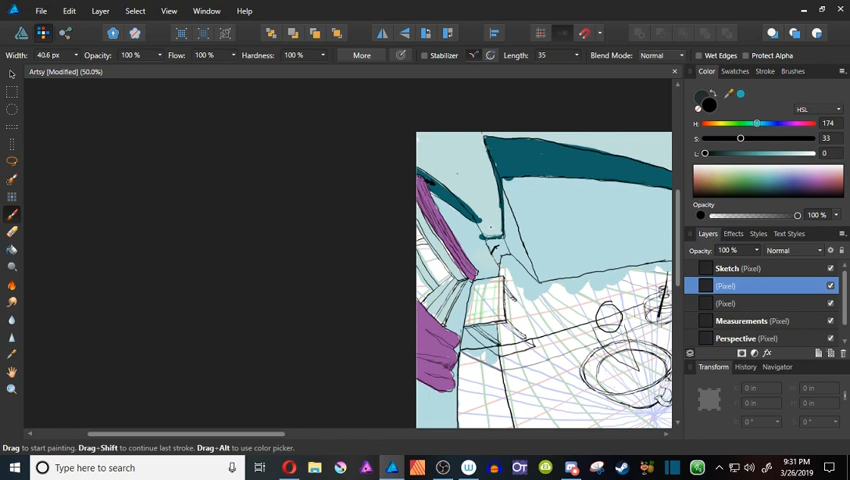 File Edit Layer Select View Window Help
Width: 40.6 px Opacity: 100 % Flow: 100 % Hardness: 100 % More Stabilizer Length: 35 Blend Mode: Normal Wet Edges Protect Alpha
Artsy [Modified] (50.0%)
Color Swatches Stroke Brushes
HSL
H: 174
S: 33
L: 0
Opacity
100 %
Layers Effects Styles Text Styles
Opacity: 100 % Normal
Sketch (Pixel)
(Pixel)
(Pixel)
Measurements (Pixel)
Perspective (Pixel)
fx
Transform History Navigator
X: 0 in W: 0 in
Y: 0 in H: 0 in
R: 0 ° S: 0 °
Drag to start painting. Drag+Shift to continue last stroke. Drag+Alt to use color picker.
Type here to search
9:31 PM
3/26/2019